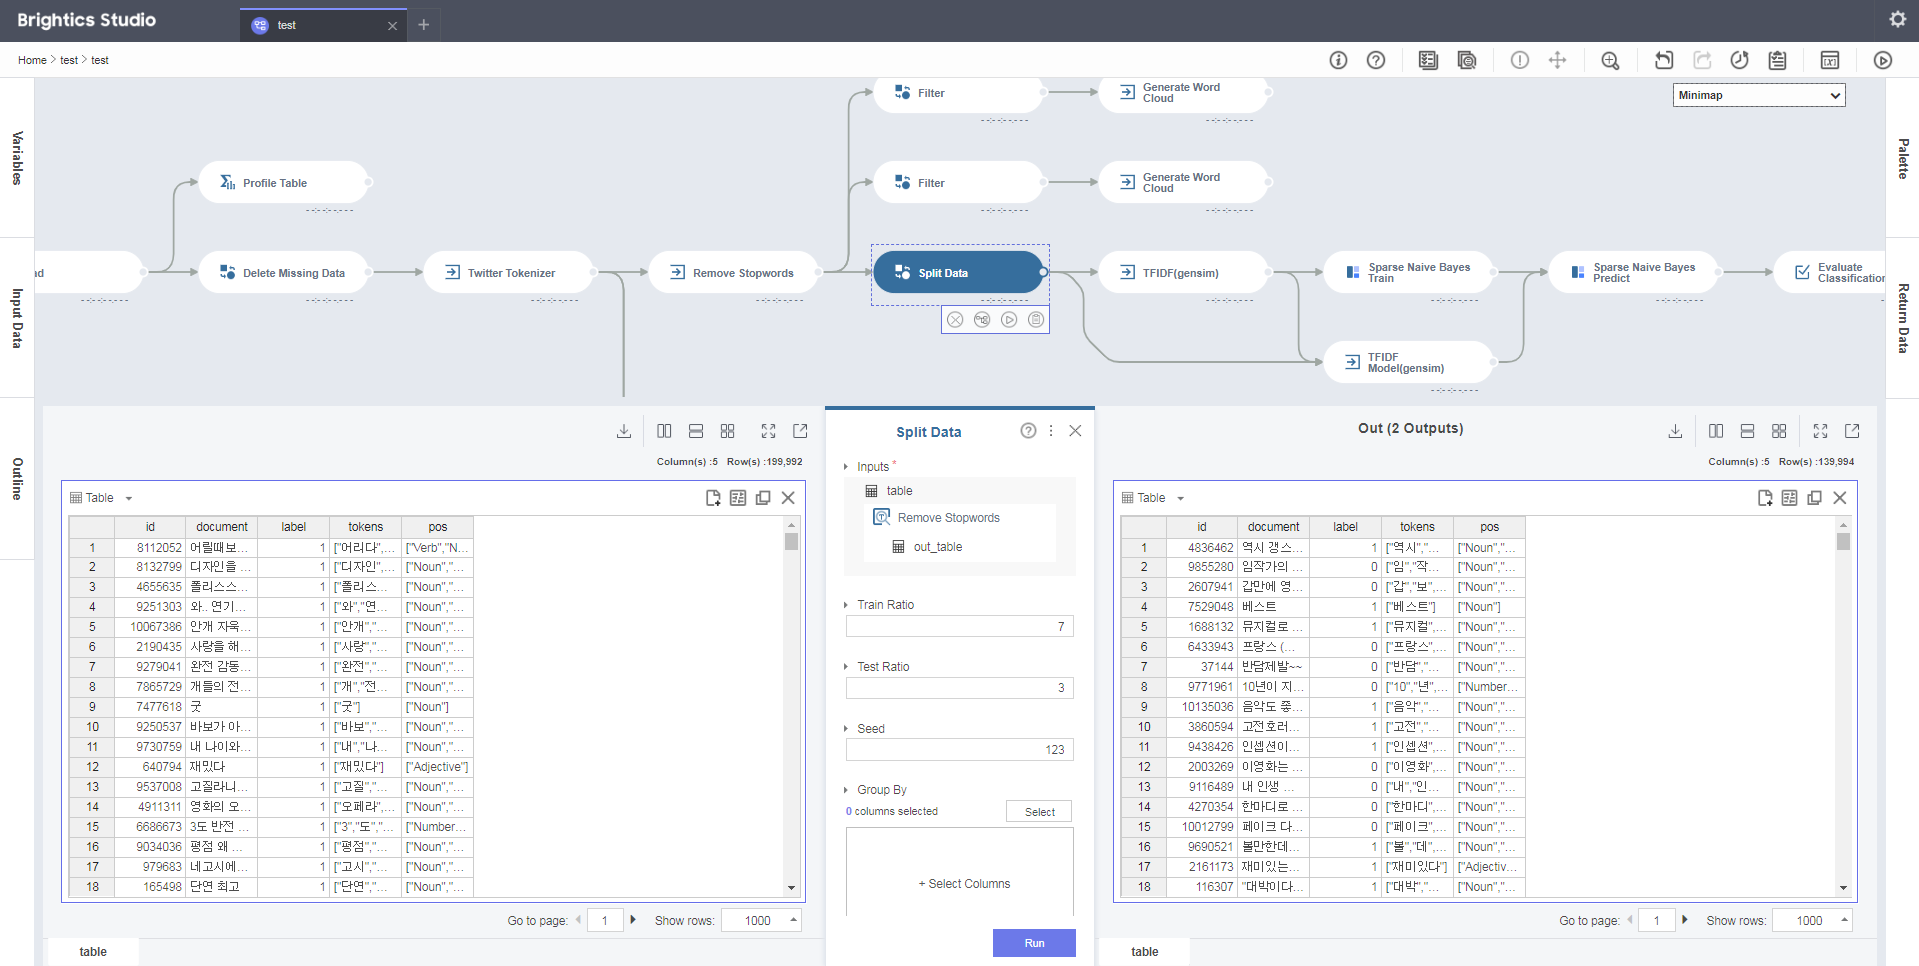 Brightics Studio
test
Home > test > test
Minimap
Variables
Input Data
Outline
Palette
Return Data
Filter
Generate Word
Cloud
--:--:--.---
--:--:--.---
Profile Table
--:--:--.---
Filter
--:--:--.---
Generate Word
Cloud
--:--:--.---
ad
--:--:--.---
Delete Missing Data
--:--:--.---
Twitter Tokenizer
--:--:--.---
Remove Stopwords
--:--:--.---
Split Data
--:--:--.---
TFIDF(gensim)
--:--:--.---
Sparse Naive Bayes
Train
--:--:--.---
Sparse Naive Bayes
Predict
--:--:--.---
Evaluate
Classification
--:--:--.---
TFIDF
Model(gensim)
--:--:--.---
Column(s) :5 Row(s) :199,992
Table
id document label tokens pos
1 8112052 어릴때보... 1 ["어리다",... ["Verb","N...
2 8132799 디자인을 ... 1 ["디자인",... ["Noun","...
3 4655635 폴리스스... 1 ["폴리스... ["Noun","...
4 9251303 와.. 연기... 1 ["와","연... ["Noun","...
5 10067386 안개 자욱... 1 ["안개","... ["Noun","...
6 2190435 사랑을 해... 1 ["사랑","... ["Noun","...
7 9279041 완전 감동... 1 ["완전","... ["Noun","...
8 7865729 개들의 전... 1 ["개","전... ["Noun","...
9 7477618 굿 1 ["굿"] ["Noun"]
10 9250537 바보가 아... 1 ["바보","... ["Noun","...
11 9730759 내 나이와... 1 ["내","나... ["Noun","...
12 640794 재밌다 1 ["재밌다"] ["Adjective"]
13 9537008 고질라니... 1 ["고질","... ["Noun","...
14 4911311 영화의 오... 1 ["오페라",... ["Noun","...
15 6686673 3도 반전 ... 1 ["3","도",... ["Number...
16 9034036 평점 왜 ... 1 ["평점","... ["Noun","...
17 979683 네고시에... 1 ["고시","... ["Noun","...
18 165498 단연 최고 1 ["단연","... ["Noun","...
Go to page: 1 Show rows: 1000
table
Split Data
Inputs *
table
Remove Stopwords
out_table
Train Ratio
7
Test Ratio
3
Seed
123
Group By
0 columns selected
Select
+ Select Columns
Run
Out (2 Outputs)
Column(s) :5 Row(s) :139,994
Table
id document label tokens pos
1 4836462 역시 갱스... 1 ["역시","... ["Noun","...
2 9855280 임작가의 ... 0 ["임","작... ["Noun","...
3 2607941 갑만에 영... 0 ["갑","보"... ["Noun","...
4 7529048 베스트 1 ["베스트"] ["Noun"]
5 1688132 뮤지컬로 ... 1 ["뮤지컬",... ["Noun","...
6 6433943 프랑스 (... 0 ["프랑스",... ["Noun","...
7 37144 반담제발~~ 0 ["반담","... ["Noun","...
8 9771961 10년이 지... 0 ["10","년",... ["Number...
9 10135036 음악도 좋... 1 ["음악","... ["Noun","...
10 3860594 고전호러... 1 ["고전","... ["Noun","...
11 9438426 인셉션이... 1 ["인셉션",... ["Noun","...
12 2003269 이영화는 ... 0 ["이영화",... ["Noun","...
13 9116489 내 인생 ... 0 ["내","인... ["Noun","...
14 4270354 한마디로 ... 0 ["한마디",... ["Noun","...
15 10012799 페이크 다... 0 ["페이크",... ["Noun","...
16 9690521 볼만한데... 1 ["볼","데",... ["Noun","...
17 2161173 재미있는... 1 ["재미있다"] ["Adjectiv...
18 116307 "대박이다... 1 ["대박","... ["Noun","...
Go to page: 1 Show rows: 1000
table